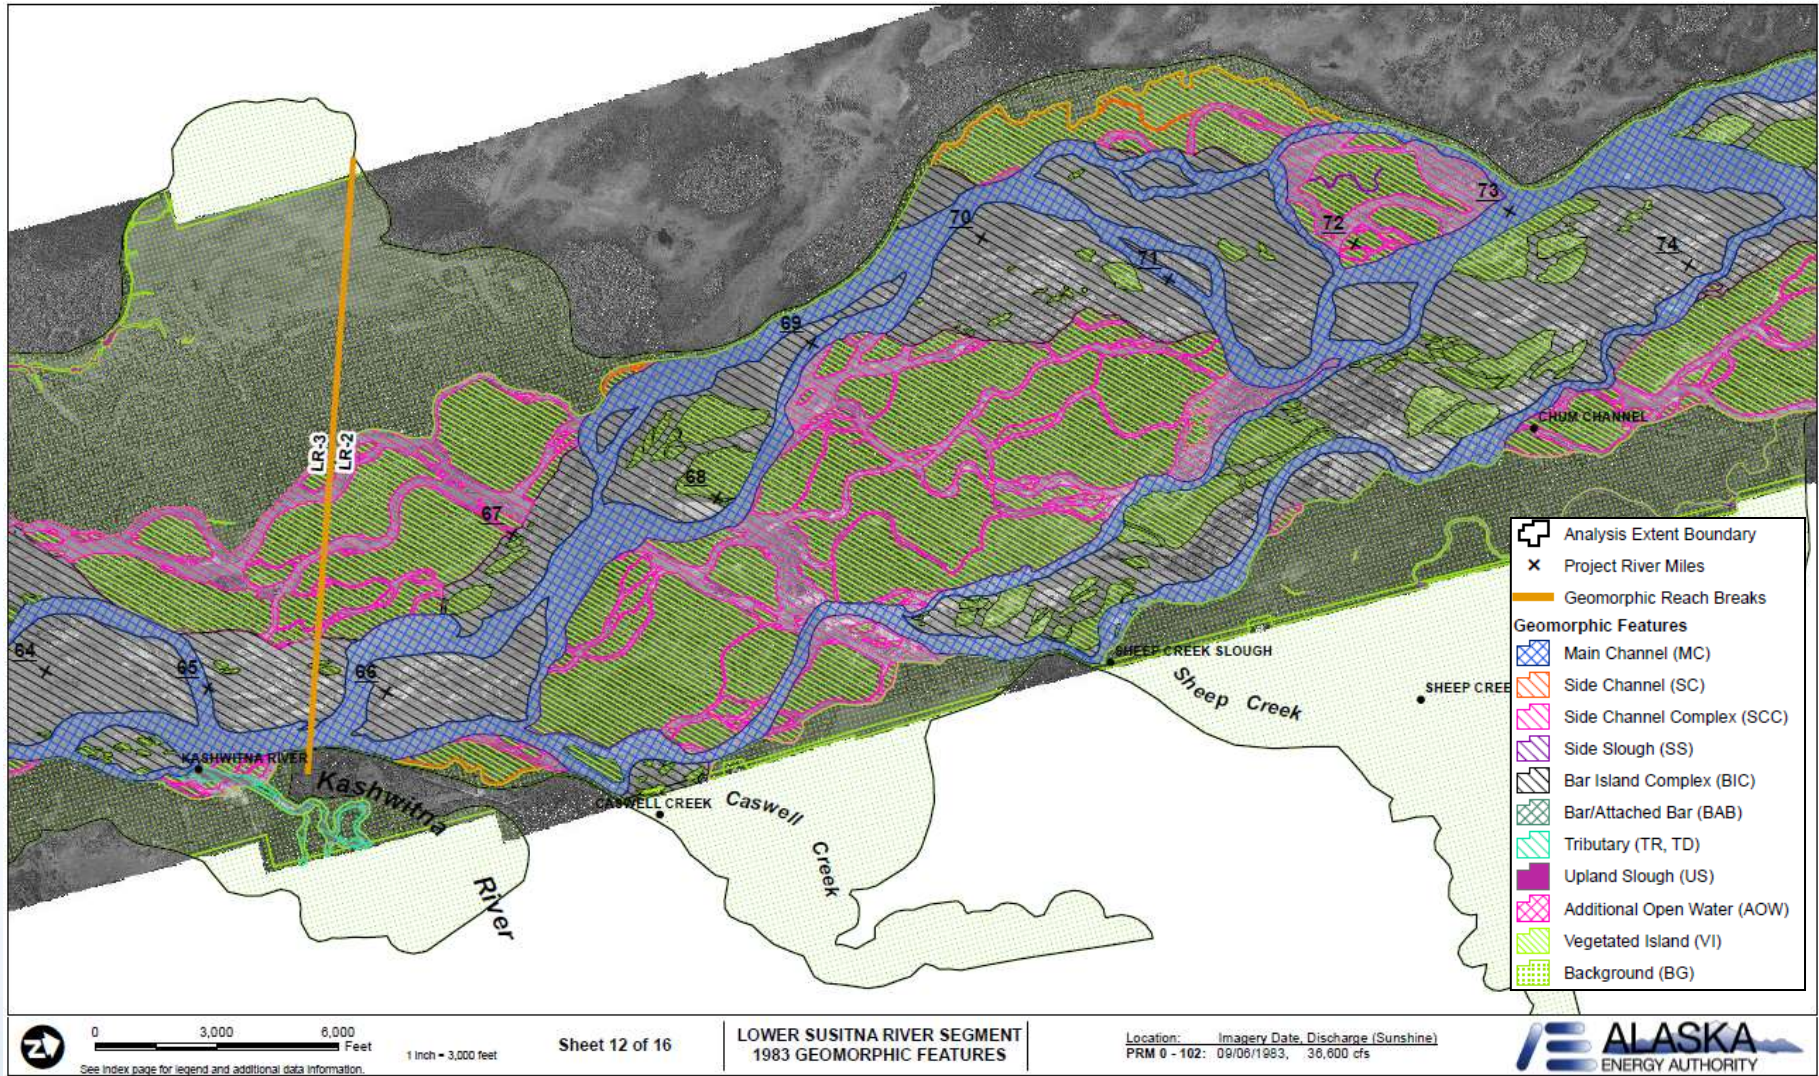 70
71
72
73
74
69
68
67
LR-3
LR-2
64
65
66
CHUM CHANNEL
SHEEP CREEK SLOUGH
Sheep Creek
SHEEP CREE
KASHWITNA RIVER
Kashwitna
River
CASWELL CREEK
Caswell
Creek
Analysis Extent Boundary
Project River Miles
Geomorphic Reach Breaks
Geomorphic Features
Main Channel (MC)
Side Channel (SC)
Side Channel Complex (SCC)
Side Slough (SS)
Bar Island Complex (BIC)
Bar/Attached Bar (BAB)
Tributary (TR, TD)
Upland Slough (US)
Additional Open Water (AOW)
Vegetated Island (VI)
Background (BG)
Z
0 3,000 6,000
Feet
1 inch = 3,000 feet
See index page for legend and additional data information.
Sheet 12 of 16
LOWER SUSITNA RIVER SEGMENT
1983 GEOMORPHIC FEATURES
Location: Imagery Date, Discharge (Sunshine)
PRM 0 - 102: 09/06/1983, 36,600 cfs
ALASKA
ENERGY AUTHORITY